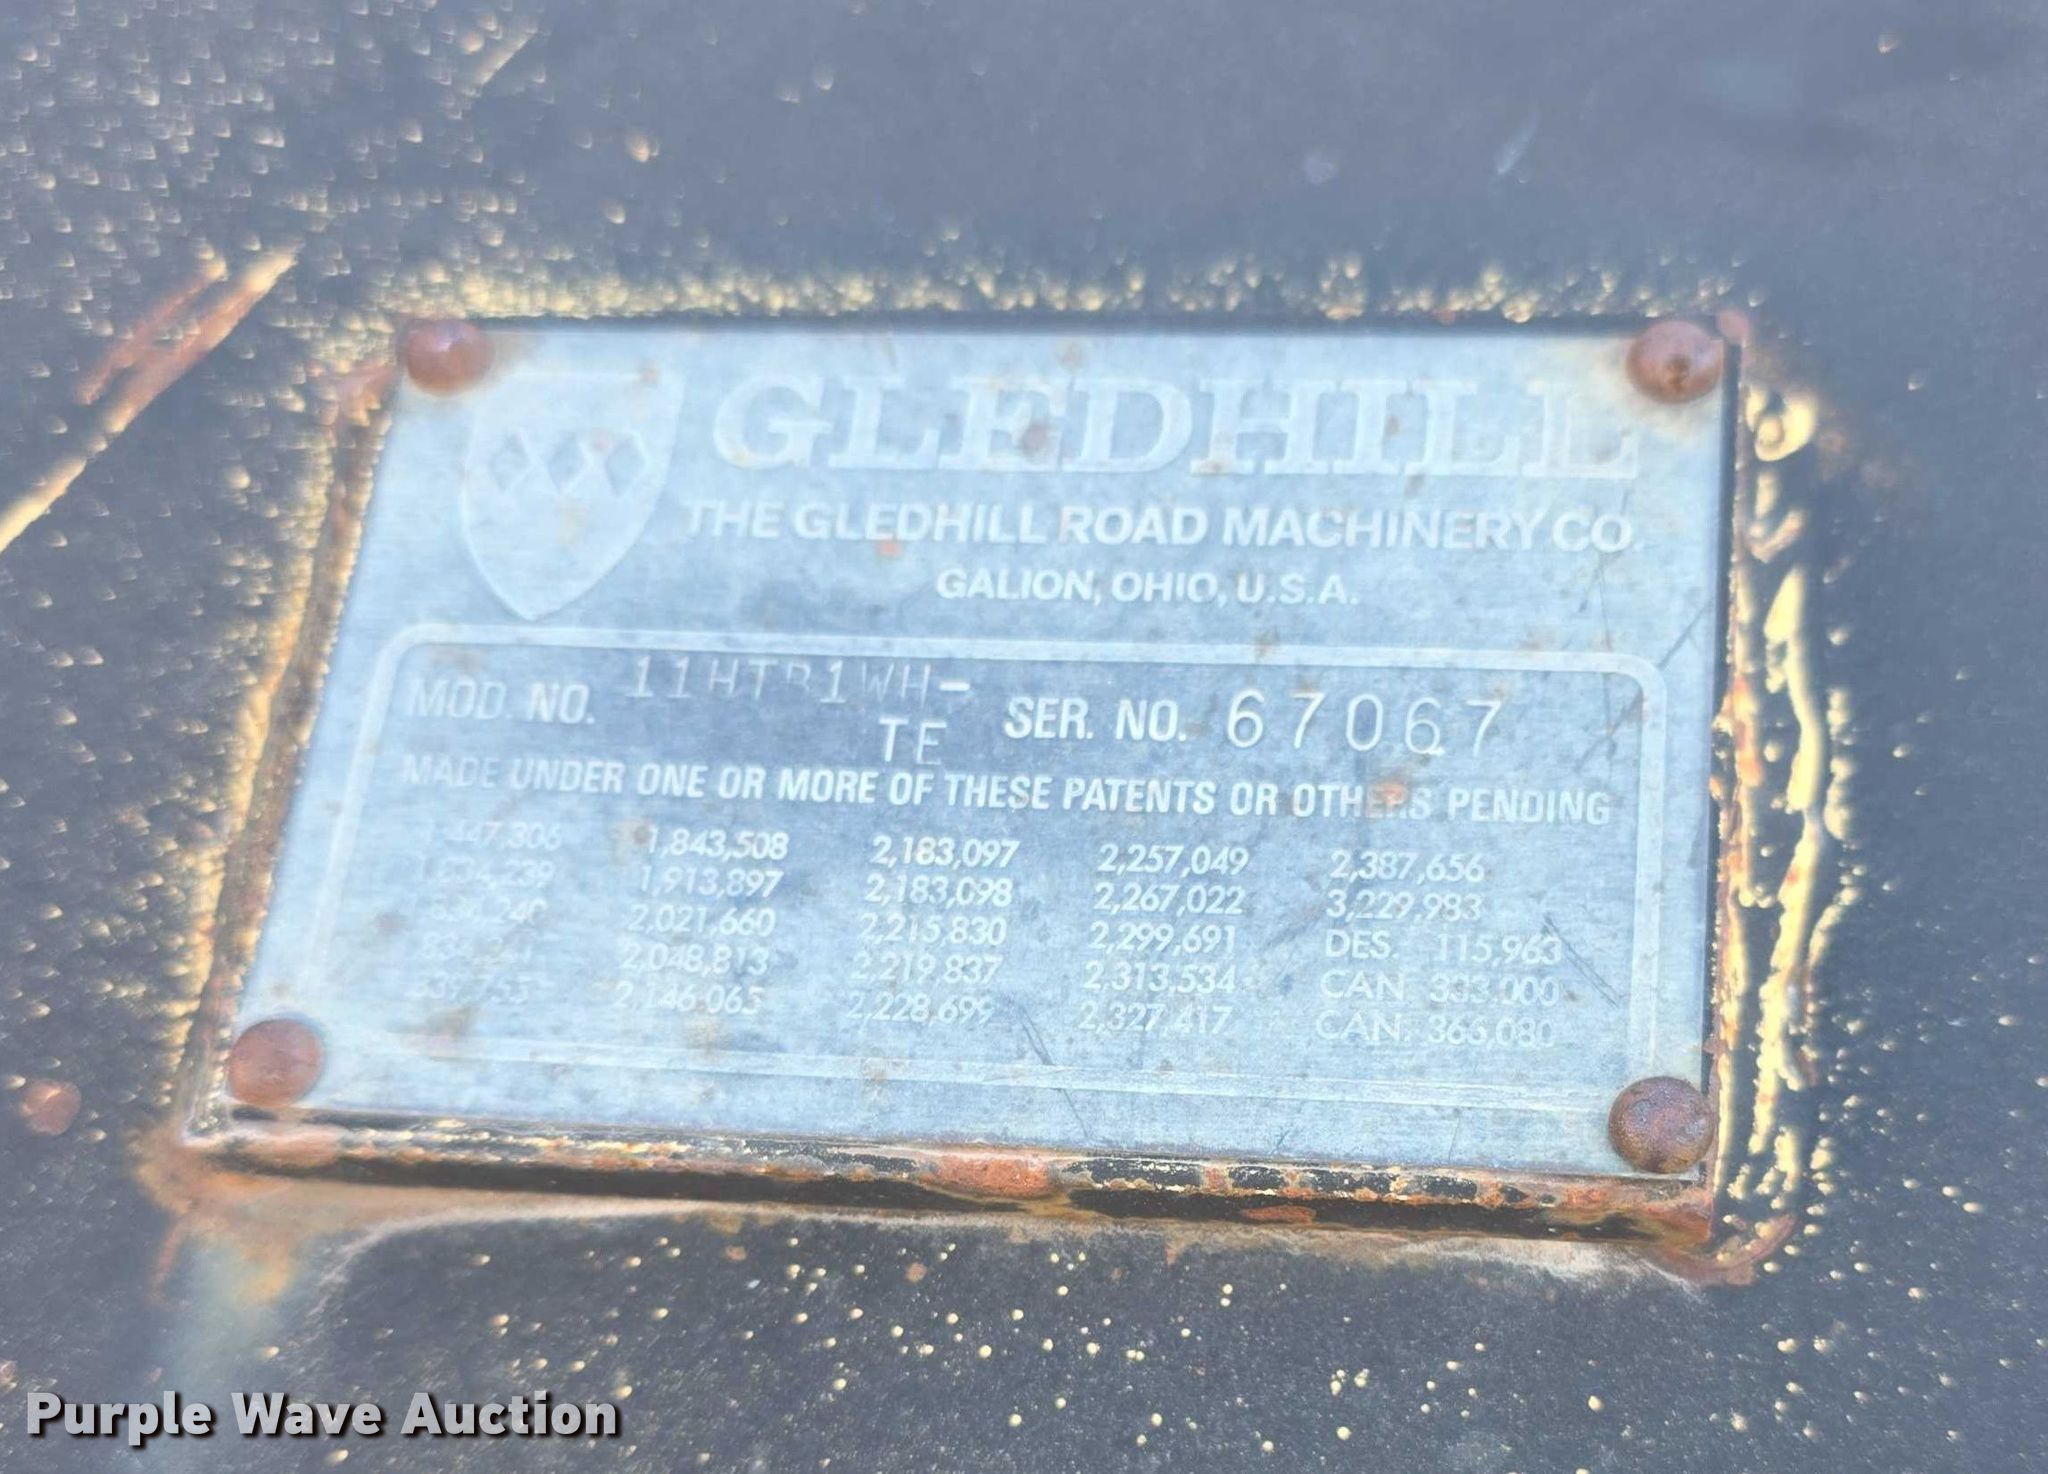 GLEDHILL
THE GLEDHILL ROAD MACHINERY CO.
GALION, OHIO, U.S.A.
MOD. NO. 11HTB1WH- SER. NO. 67067
TE
MADE UNDER ONE OR MORE OF THESE PATENTS OR OTHERS PENDING
1,843,508 2,183,097 2,257,049 2,387,656
1,913,897 2,183,098 2,267,022 3,229,983
2,021,660 2,215,830 2,299,691 DES. 115,963
2,048,813 2,219,837 2,313,534 CAN. 333,000
2,146,065 2,228,699 2,327,417 CAN. 366,080
Purple Wave Auction